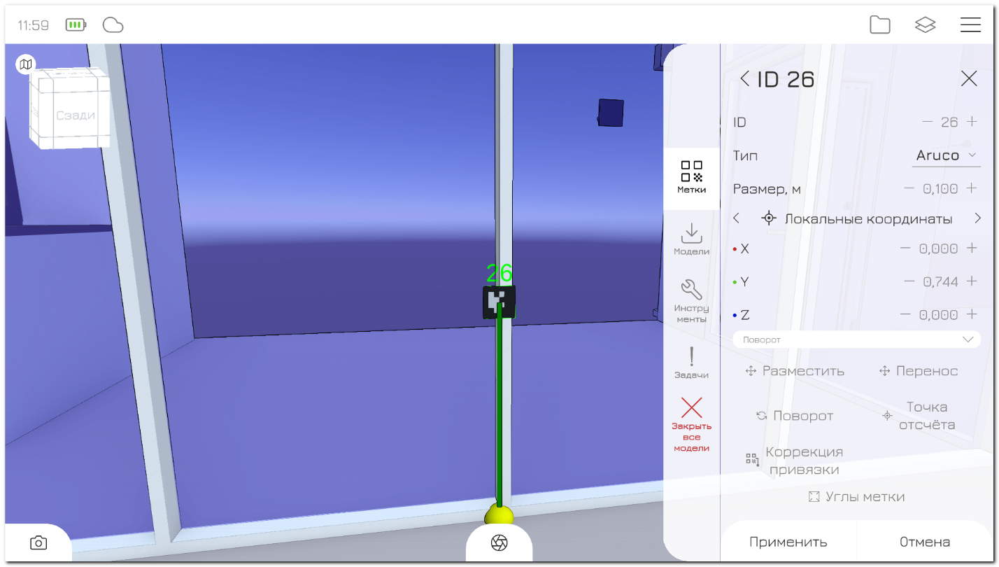 11:59
Сзади
26
Метки
Модели
Инстру
менты
Задачи
Закрыть
все
модели
ID 26
ID
26
Тип
Aruco
Размер, м
0,100
Локальные координаты
X
0,000
Y
0,744
Z
0,000
Поворот
Разместить
Перенос
Поворот
Точка
отсчёта
Коррекция
привязки
Углы метки
Применить
Отмена